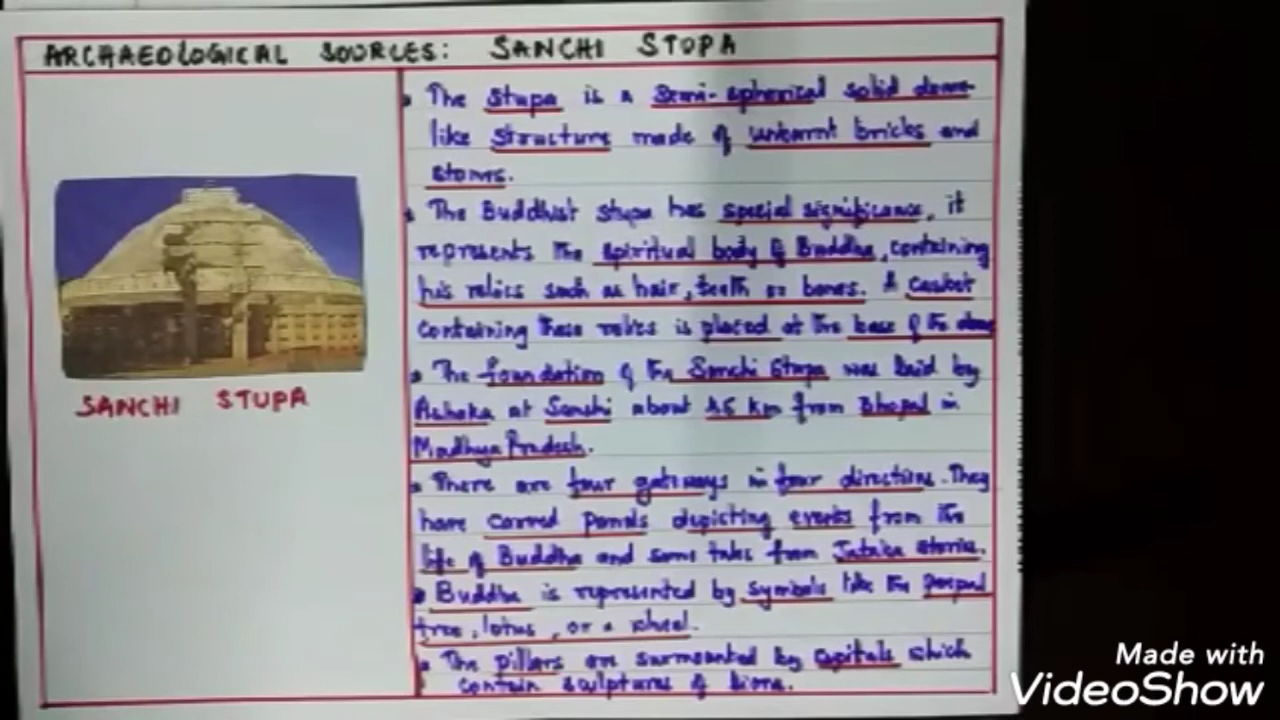 ARCHAEOLOGICAL SOURCES: SANCHI STUPA
SANCHI STUPA
• The Stupa is a Semi-spherical solid dome-
like structure made of unburnt bricks and
stones.
• The Buddhist stupa has special significance, it
represents the spiritual body of Buddha, containing
his relics such as hair, teeth or bones. A casket
containing these relics is placed at the base of the dome
• The foundation of the Sanchi Stupa was laid by
Ashoka at Sanchi about 45 km from Bhopal in
Madhya Pradesh.
• There are four gateways in four directions. They
have carved panels depicting events from the
life of Buddha and some tales from Jataka stories.
• Buddha is represented by symbols like the peepal
tree, lotus, or a wheel.
• The pillars are surmounted by capitals which
contain sculptures of lions.
Made with
VideoShow